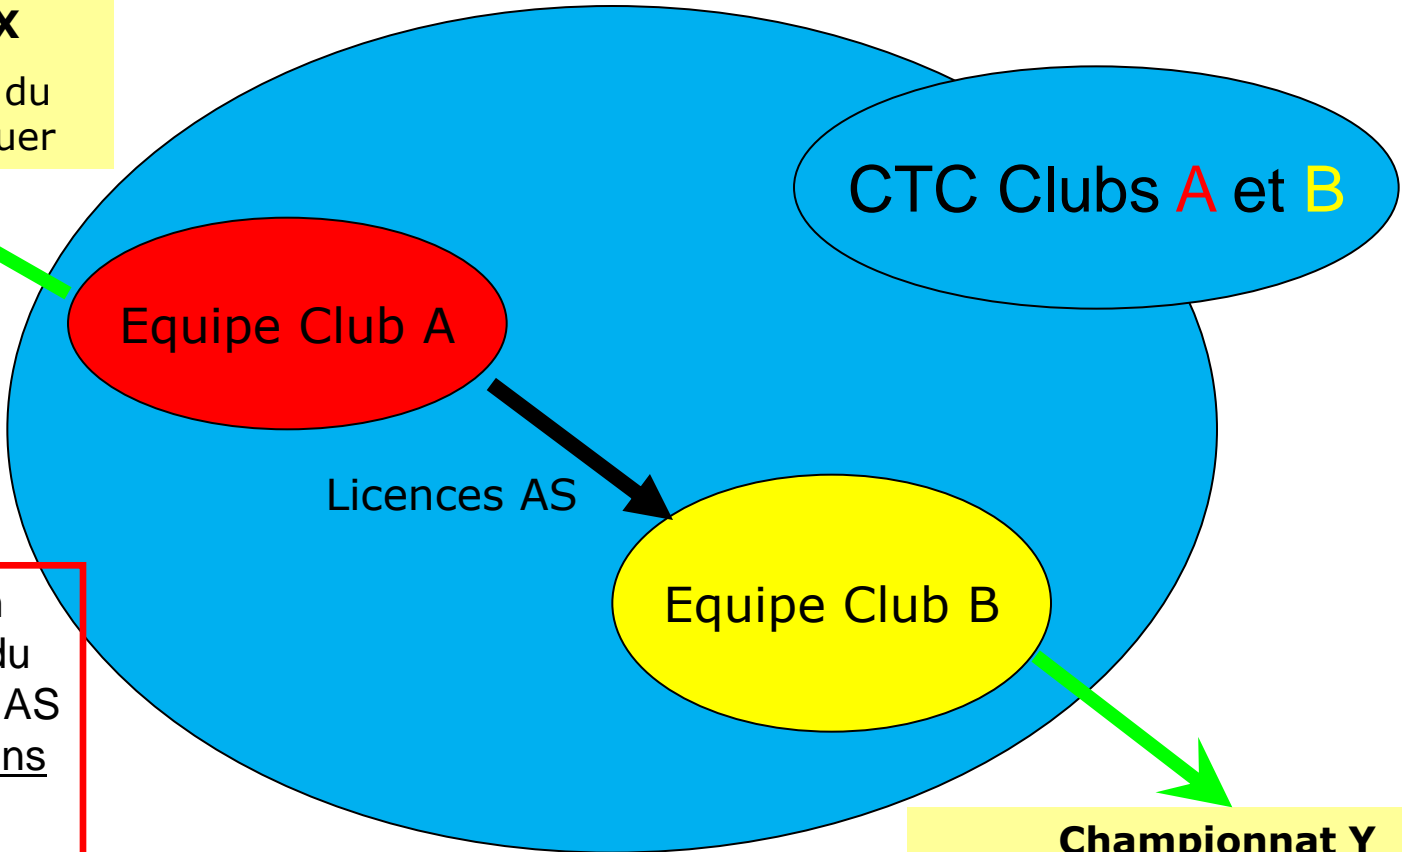 X
du
uer
CTC Clubs A et B
Equipe Club A
Licences AS
Equipe Club B
du
AS
ns
Championnat Y